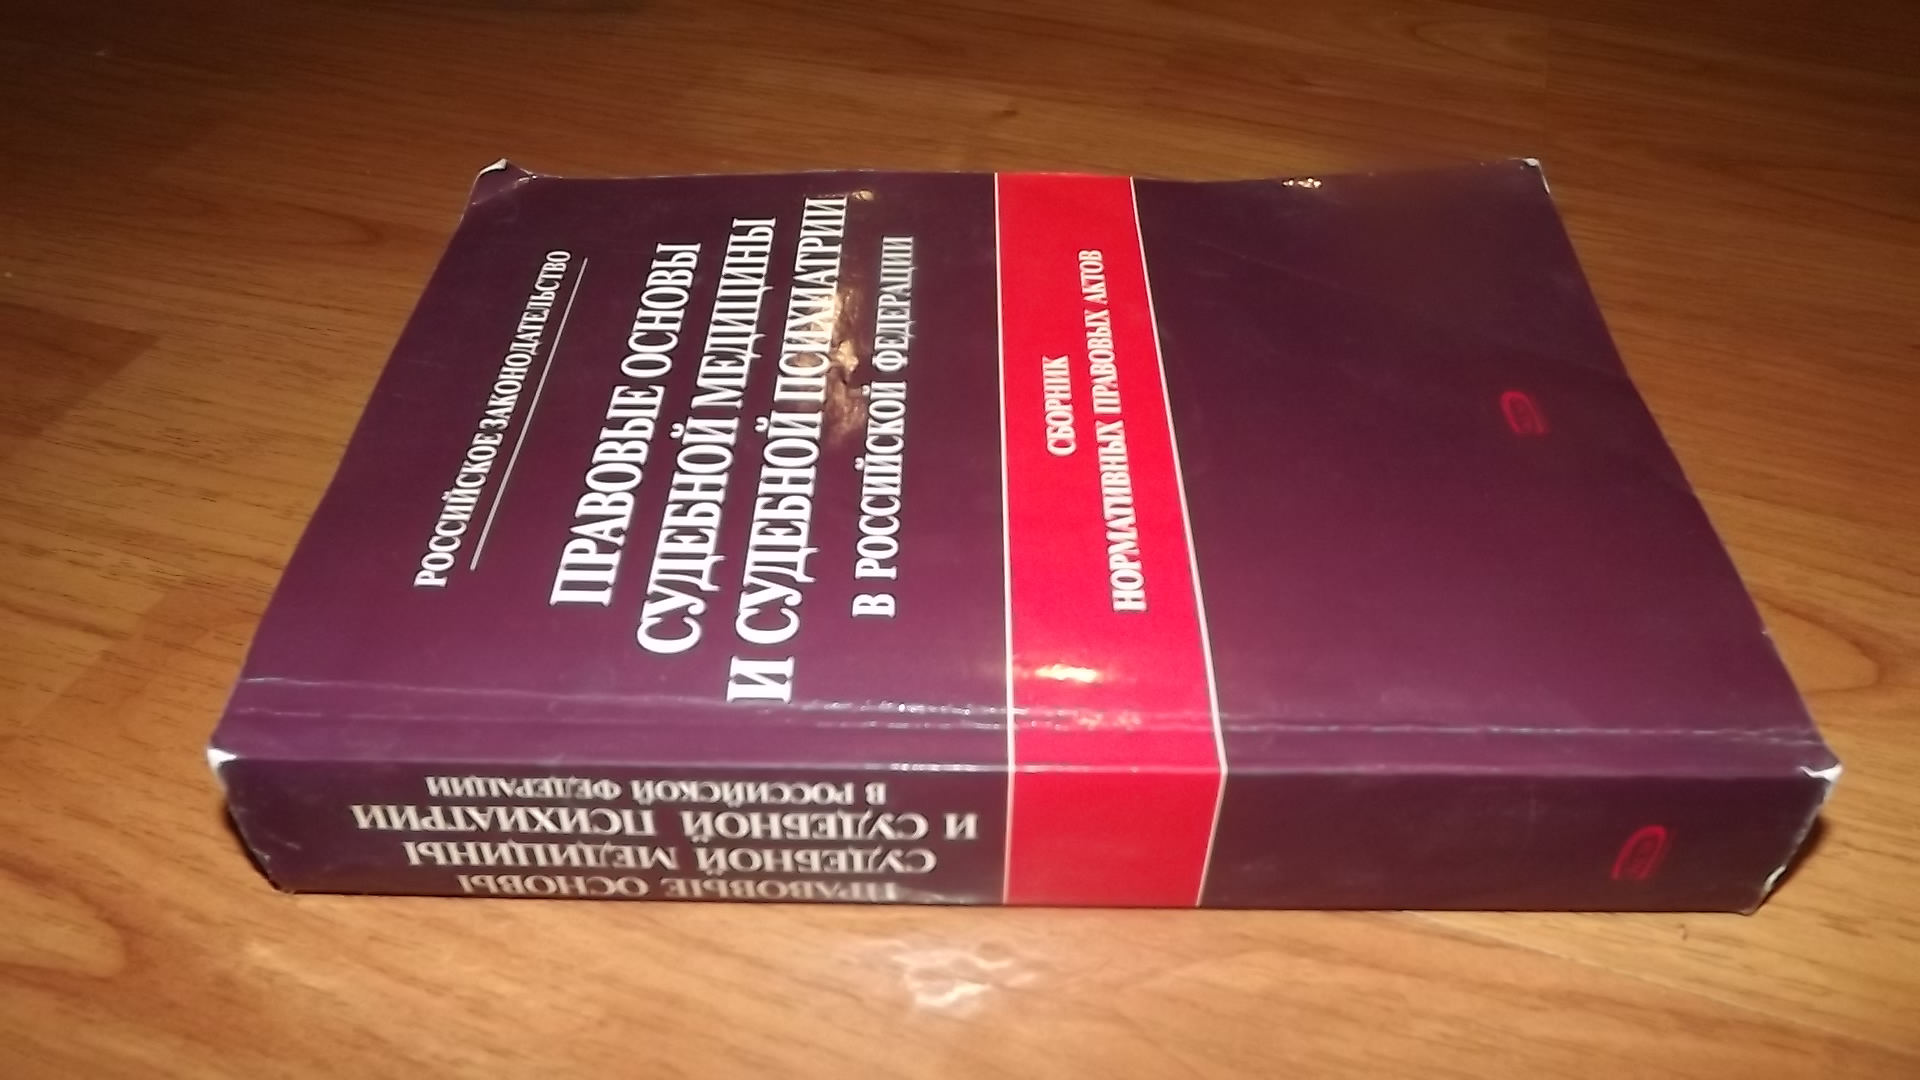 РОССИЙСКОЕ ЗАКОНОДАТЕЛЬСТВО
ПРАВОВЫЕ ОСНОВЫ
СУДЕБНОЙ МЕДИЦИНЫ
И СУДЕБНОЙ ПСИХИАТРИИ
В РОССИЙСКОЙ ФЕДЕРАЦИИ
СБОРНИК
НОРМАТИВНЫХ ПРАВОВЫХ АКТОВ
ПРАВОВЫЕ ОСНОВЫ
СУДЕБНОЙ МЕДИЦИНЫ
И СУДЕБНОЙ ПСИХИАТРИИ
В РОССИЙСКОЙ ФЕДЕРАЦИИ